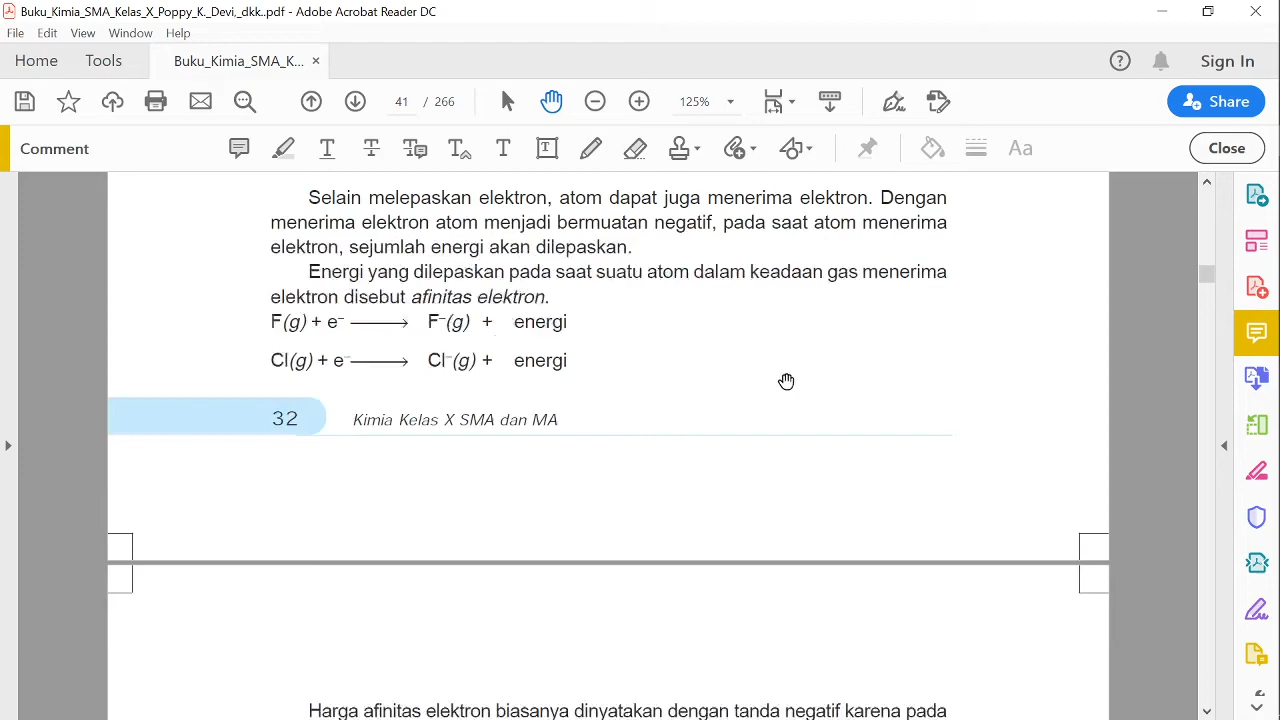 Buku_Kimia_SMA_Kelas_X_Poppy_K_Devi,_dkk..pdf - Adobe Acrobat Reader DC
File Edit View Window Help
Home Tools Buku_Kimia_SMA_K... × Sign In
41 / 266 125% Share
Comment Aa Close
Selain melepaskan elektron, atom dapat juga menerima elektron. Dengan
menerima elektron atom menjadi bermuatan negatif, pada saat atom menerima
elektron, sejumlah energi akan dilepaskan.
Energi yang dilepaskan pada saat suatu atom dalam keadaan gas menerima
elektron disebut afinitas elektron.
F(g) + e⁻ ⟶ F⁻(g) + energi
Cl(g) + e⁻ ⟶ Cl⁻(g) + energi
32 Kimia Kelas X SMA dan MA
Harga afinitas elektron biasanya dinyatakan dengan tanda negatif karena pada